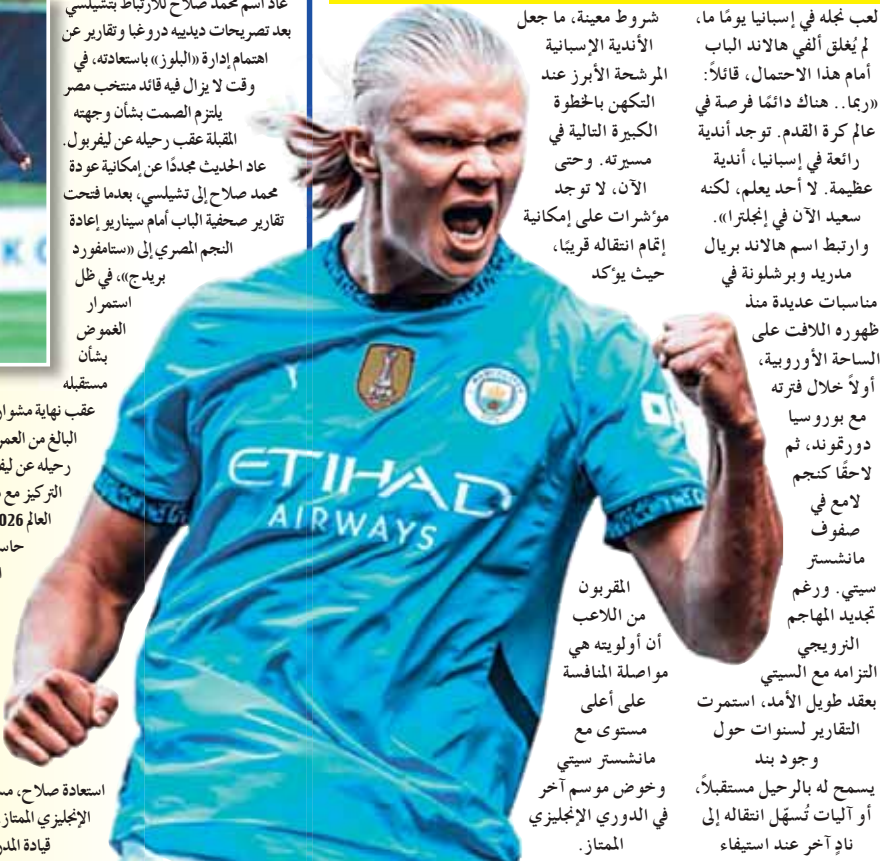 لعب نجله في إسبانيا يومًا ما،
لم يُغلق ألفي هالاند الباب
أمام هذا الاحتمال، قائلاً:
«ربما.. هناك دائمًا فرصة في
عالم كرة القدم. توجد أندية
رائعة في إسبانيا، أندية
عظيمة. لا أحد يعلم، لكنه
سعيد الآن في إنجلترا».
وارتبط اسم هالاند بريال
مدريد وبرشلونة في
مناسبات عديدة منذ
ظهوره اللافت على
الساحة الأوروبية،
أولاً خلال فترته
مع بوروسيا
دورتموند، ثم
لاحقًا كنجم
لامع في
صفوف
مانشستر
سيتي. ورغم
تجديد المهاجم
النرويجي
التزامه مع السيتي
بعقد طويل الأمد، استمرت
التقارير لسنوات حول
وجود بند
يسمح له بالرحيل مستقبلاً،
أو آليات تُسهّل انتقاله إلى
نادٍ آخر عند استيفاء
شروط معينة، ما جعل
الأندية الإسبانية
المرشحة الأبرز عند
التكهن بالخطوة
الكبيرة التالية في
مسيرته. وحتى
الآن، لا توجد
مؤشرات على إمكانية
إتمام انتقاله قريبًا،
حيث يؤكد
المقربون
من اللاعب
أن أولويته هي
مواصلة المنافسة
على أعلى
مستوى مع
مانشستر سيتي
وخوض موسم آخر
في الدوري الإنجليزي
الممتاز.
ETIHAD
AIRWAYS
عاد اسم محمد صلاح للارتباط بتشيلسي
بعد تصريحات ديدييه دروغبا وتقارير عن
اهتمام إدارة «البلوز» باستعادته، في
وقت لا يزال فيه قائد منتخب مصر
يلتزم الصمت بشأن وجهته
المقبلة عقب رحيله عن ليفربول.
عاد الحديث مجددًا عن إمكانية عودة
محمد صلاح إلى تشيلسي، بعدما فتحت
تقارير صحفية الباب أمام سيناريو إعادة
النجم المصري إلى «ستامفورد
بريدج»، في ظل
استمرار
الغموض
بشأن
مستقبله
عقب نهاية
البالغ من
رحيله عن
التركيز مع
العالم
استعادة صلاح،
الإنجليزي الممتاز
قيادة